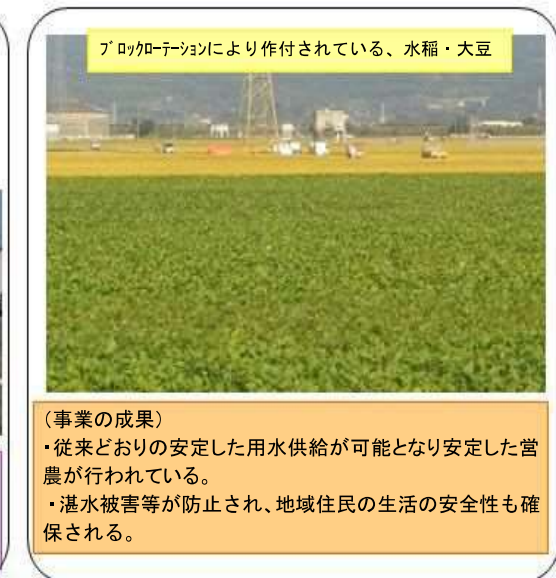 ブロックローテーションにより作付されている、水稲・大豆
（事業の成果）
・従来どおりの安定した用水供給が可能となり安定した営
農が行われている。
・湛水被害等が防止され、地域住民の生活の安全性も確
保される。